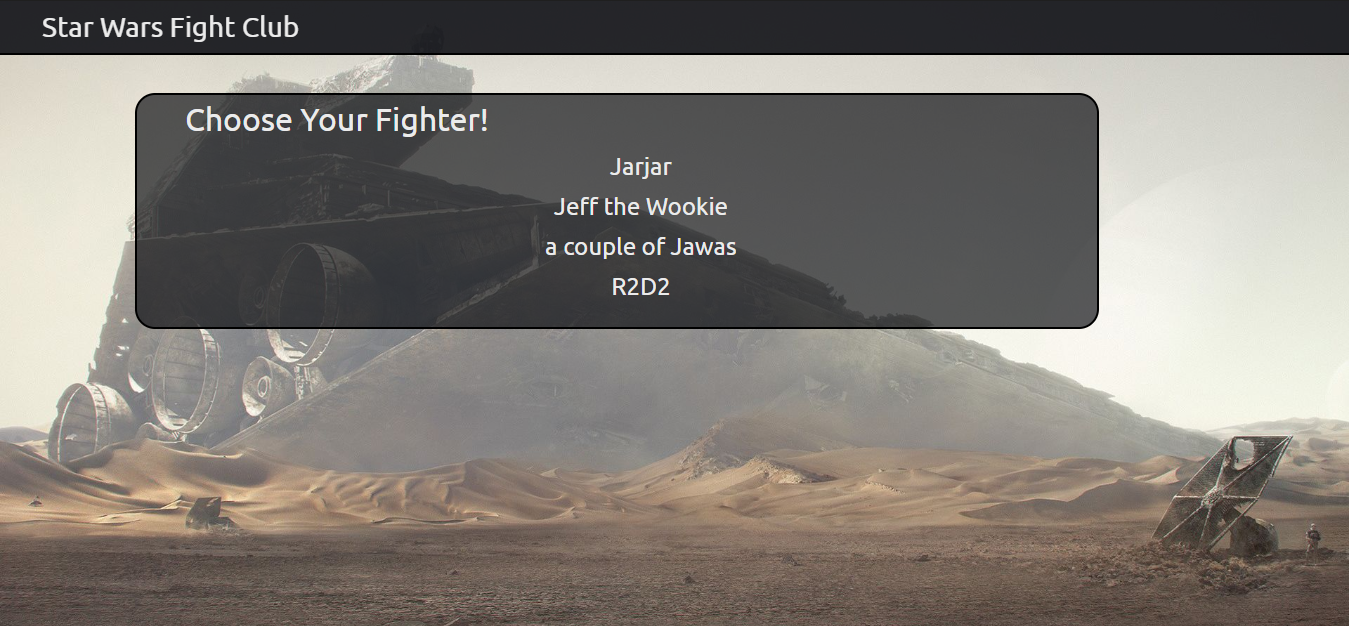 Star Wars Fight Club
Choose Your Fighter!
Jarjar
Jeff the Wookie
a couple of Jawas
R2D2